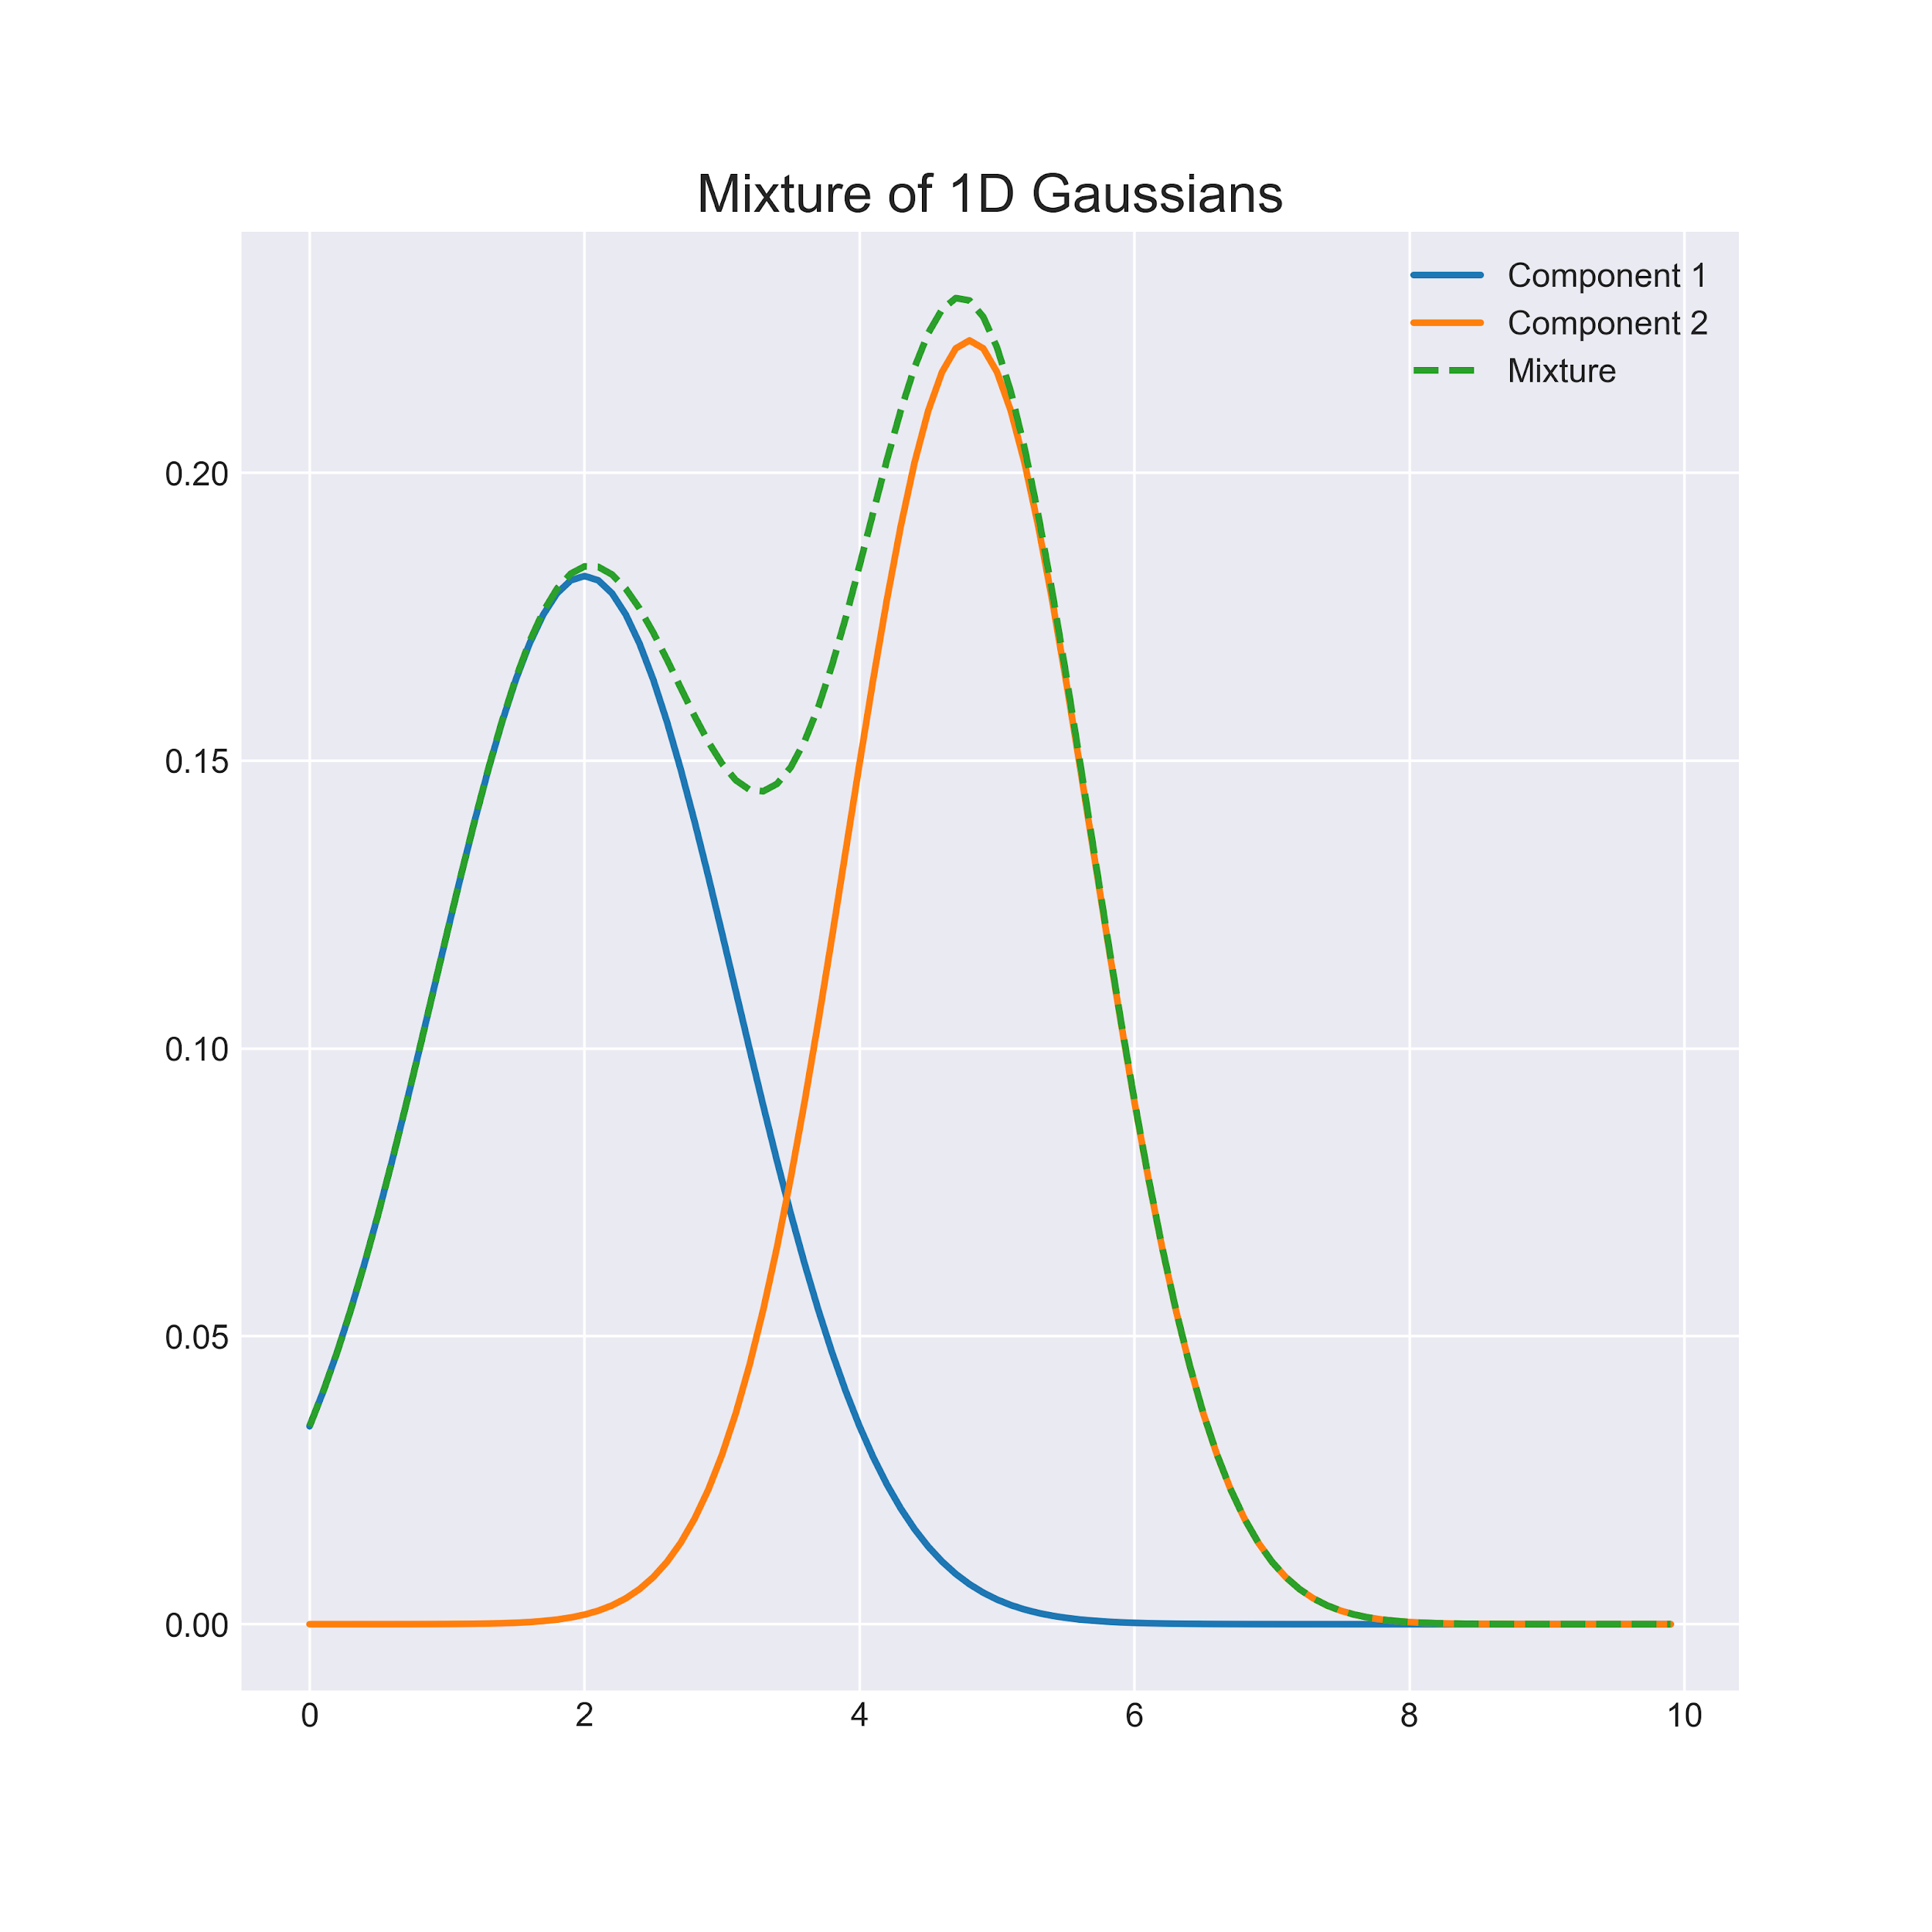 Mixture of 1D Gaussians
Component 1
Component 2
Mixture
0.20
0.15
0.10
0.05
0.00
0 2 4 6 8 10